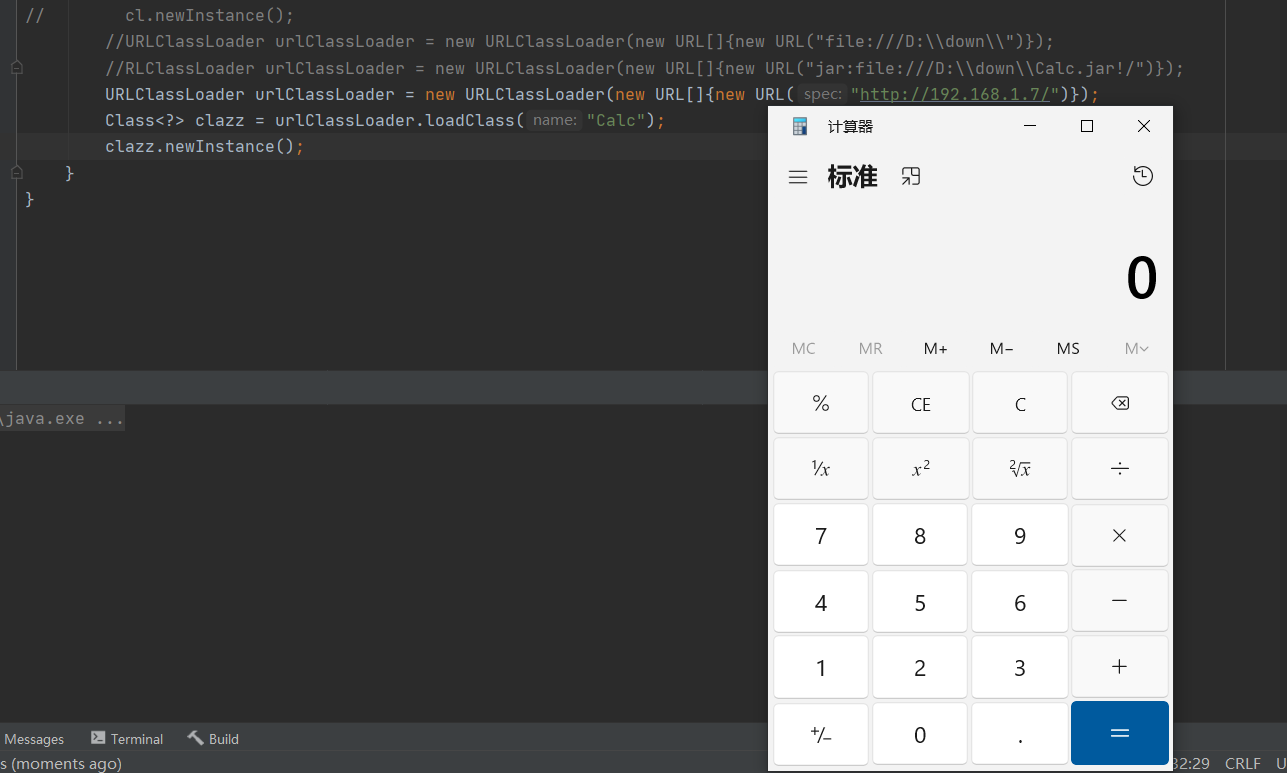 // cl.newInstance();
//URLClassLoader urlClassLoader = new URLClassLoader(new URL[]{new URL("file:///D:\\down\\")});
//RLClassLoader urlClassLoader = new URLClassLoader(new URL[]{new URL("jar:file:///D:\\down\\Calc.jar!/")});
URLClassLoader urlClassLoader = new URLClassLoader(new URL[]{new URL( spec: "http://192.168.1.7/")});
Class<?> clazz = urlClassLoader.loadClass( name: "Calc");
clazz.newInstance();
}
}
计算器
标准
0
MC MR M+ M− MS M
% CE C
⅟x x² ²√x ÷
7 8 9 ×
4 5 6 −
1 2 3 +
+/− 0 . =
\java.exe ...
Messages Terminal Build
s (moments ago) 32:29 CRLF U